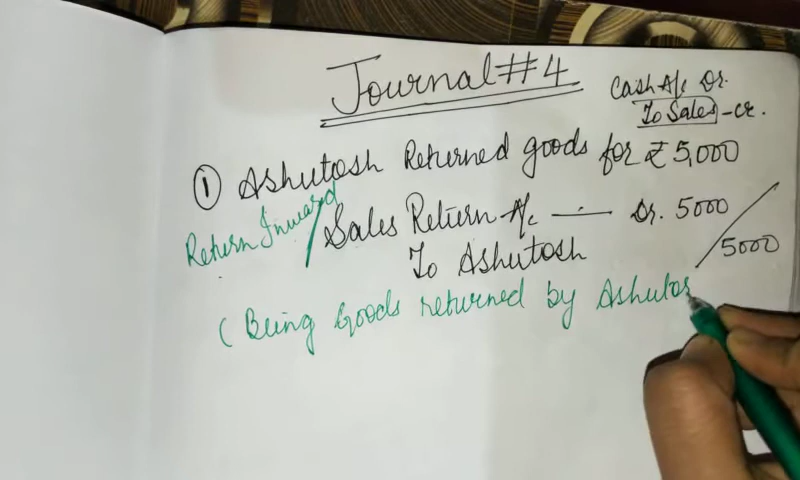 Journal #4
Cash A/c Dr.
To Sales - cr.
① Ashutosh Returned goods for ₹ 5,000
Return Inward / Sales Return A/c — Dr. 5000
To Ashutosh 5000
(Being Goods returned by Ashutos